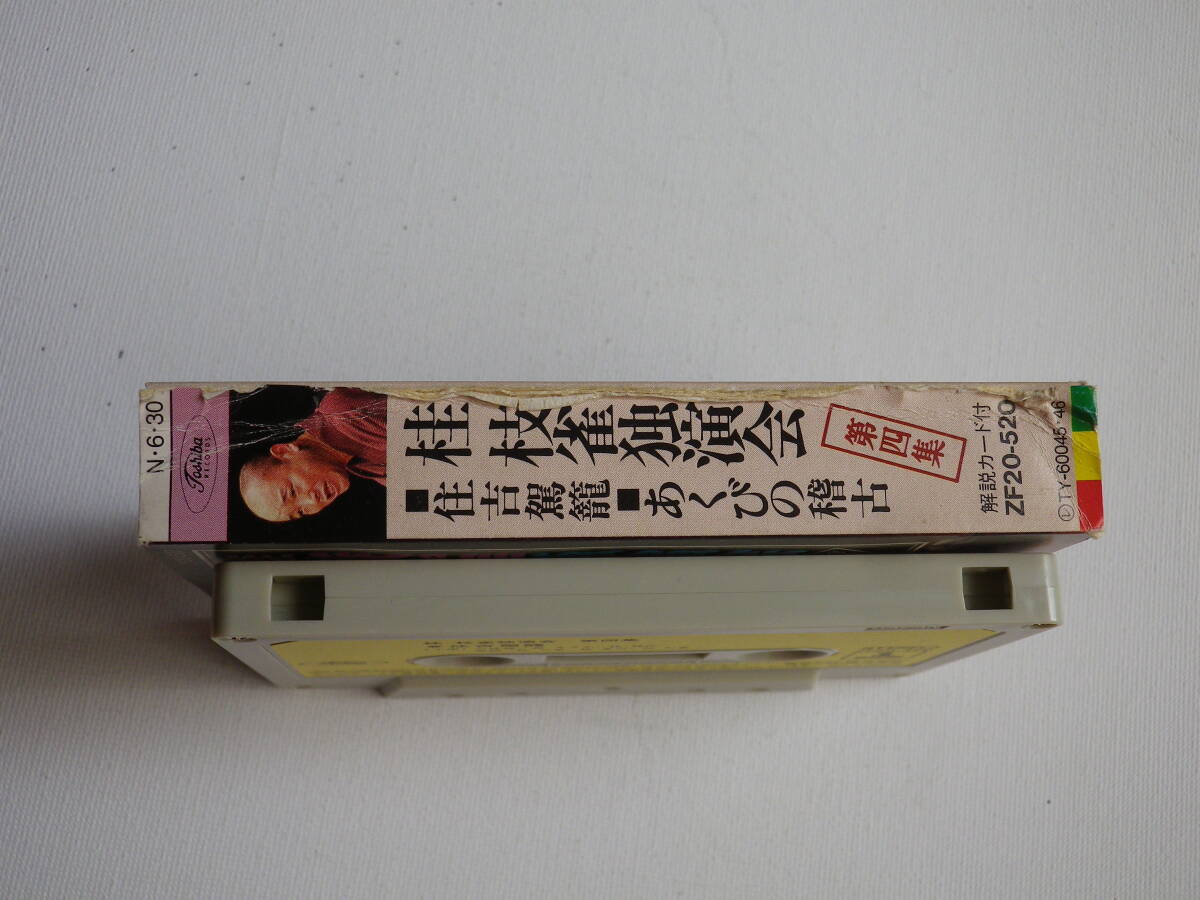 N・6・30
Toshiba
RECORDS
桂枝雀独演会
第四集
■住吉駕籠■あくびの稽古
解説カード付
ZF20-520
Ⓛ TY-60045・46